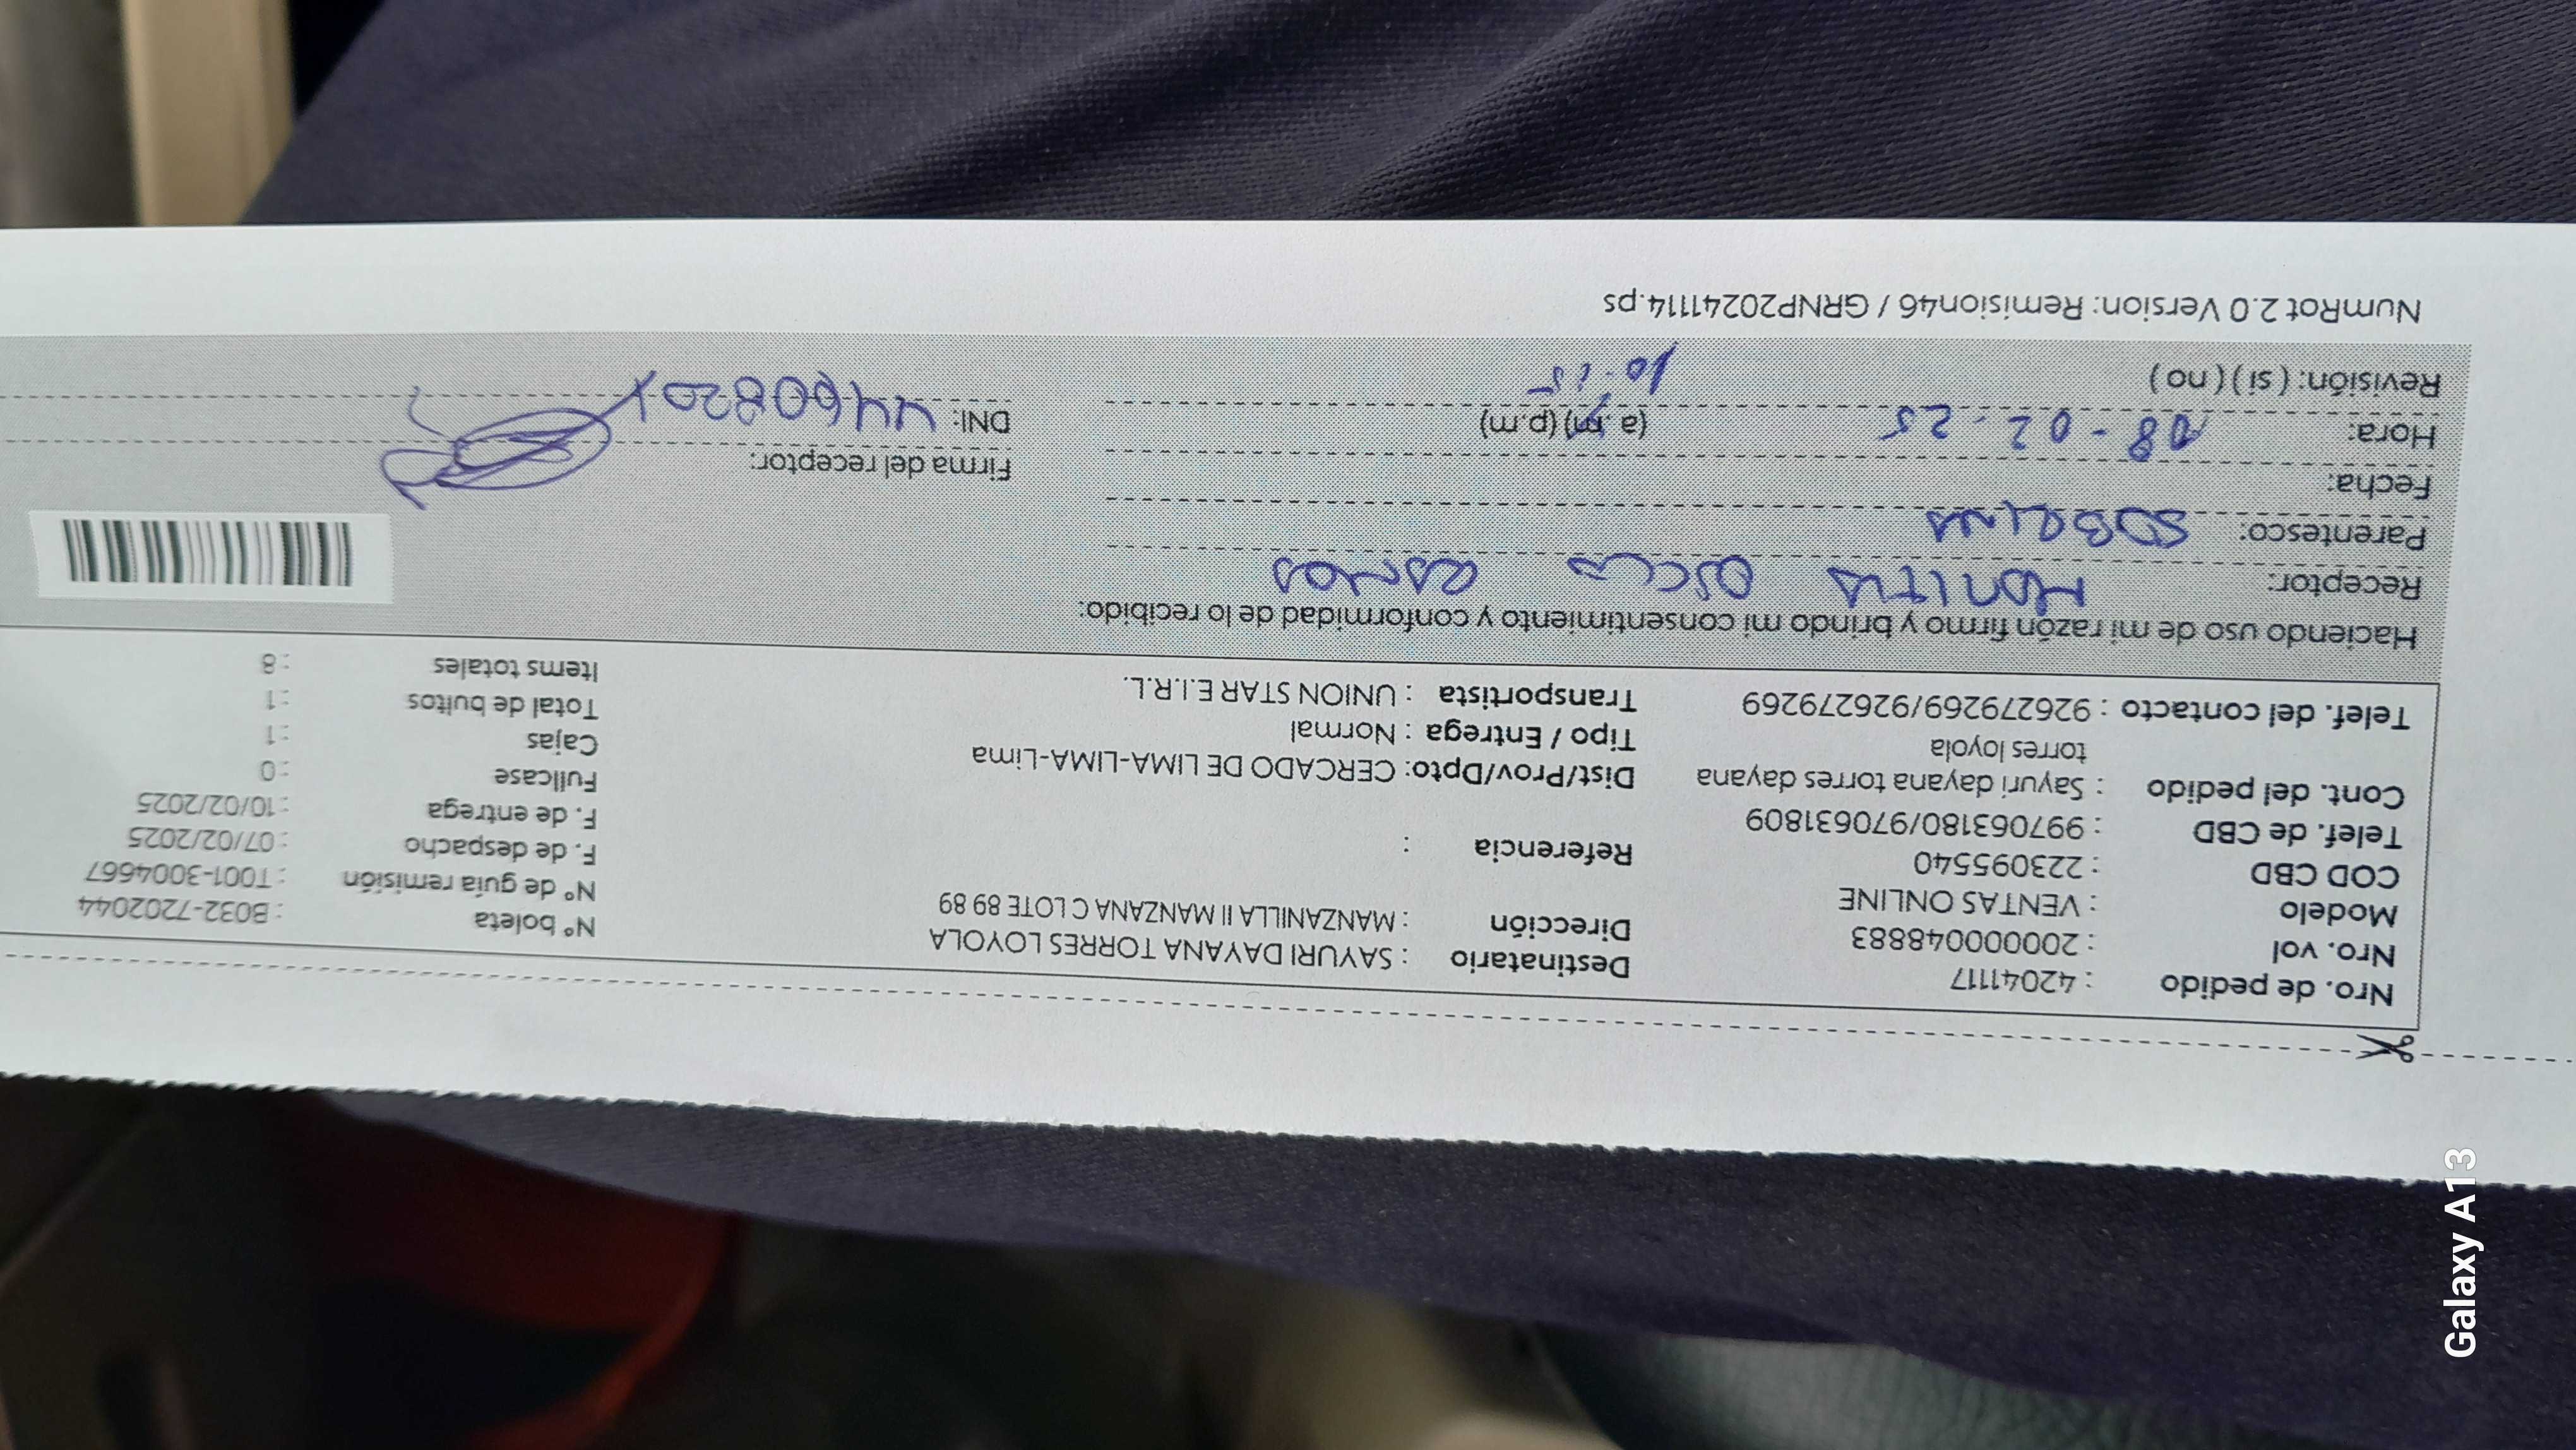 Nro. de pedido : 42041117
Nro. vol : 20000048883
Modelo : VENTAS ONLINE
COD CBD : 223095540
Telef. de CBD : 997063180/970631809
Cont. del pedido : Sayuri dayana torres dayana
torres loyola
Telef. del contacto : 926279269/926279269
Destinatario : SAYURI DAYANA TORRES LOYOLA
Dirección : MANZANILLA II MANZANA C LOTE 89 89
Referencia :
Dist/Prov/Dpto: CERCADO DE LIMA-LIMA-Lima
Tipo / Entrega : Normal
Transportista : UNION STAR E.I.R.L.
N° boleta : B032-7202044
N° de guía remisión : T001-3004667
F. de despacho : 07/02/2025
F. de entrega : 10/02/2025
Fullcase : 0
Cajas : 1
Total de bultos : 1
Items totales : 8
Haciendo uso de mi razón firmo y brindo mi consentimiento y conformidad de lo recibido:
Receptor:
Parentesco: SOBRINA
Fecha:
Hora: 08-02-25 (a.m) (p.m)
Revisión: ( si ) ( no ) 10.15
Firma del receptor:
DNI:
NumRot 2.0 Version: Remision46 / GRNP20241114.ps
Galaxy A13